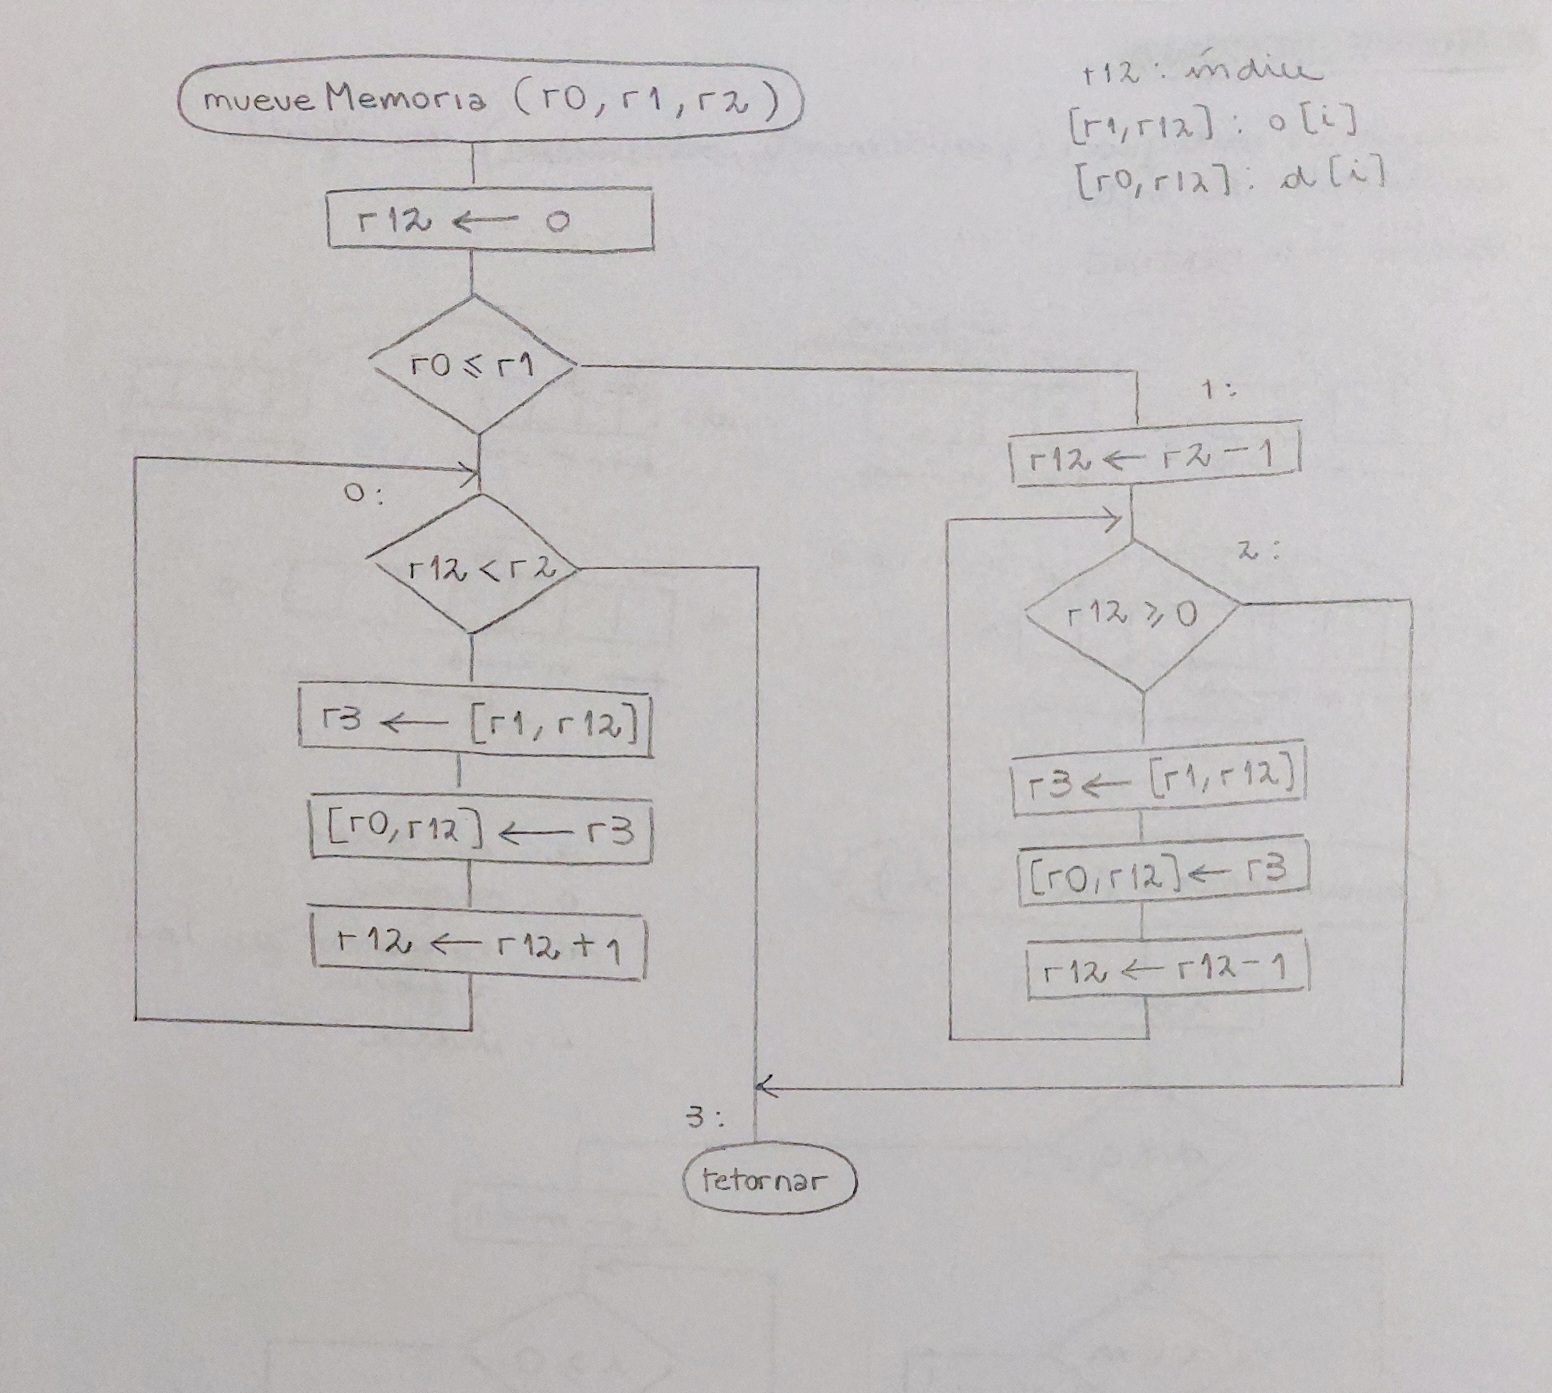 mueveMemoria (r0, r1, r2)
r12: índice
[r1, r12] : o[i]
[r0, r12] : d[i]
r12 ← 0
r0 ≤ r1
0:
r12 < r2
r3 ← [r1, r12]
[r0, r12] ← r3
r12 ← r12 + 1
1:
r12 ← r2 - 1
2:
r12 ≥ 0
r3 ← [r1, r12]
[r0, r12] ← r3
r12 ← r12 - 1
3:
retornar